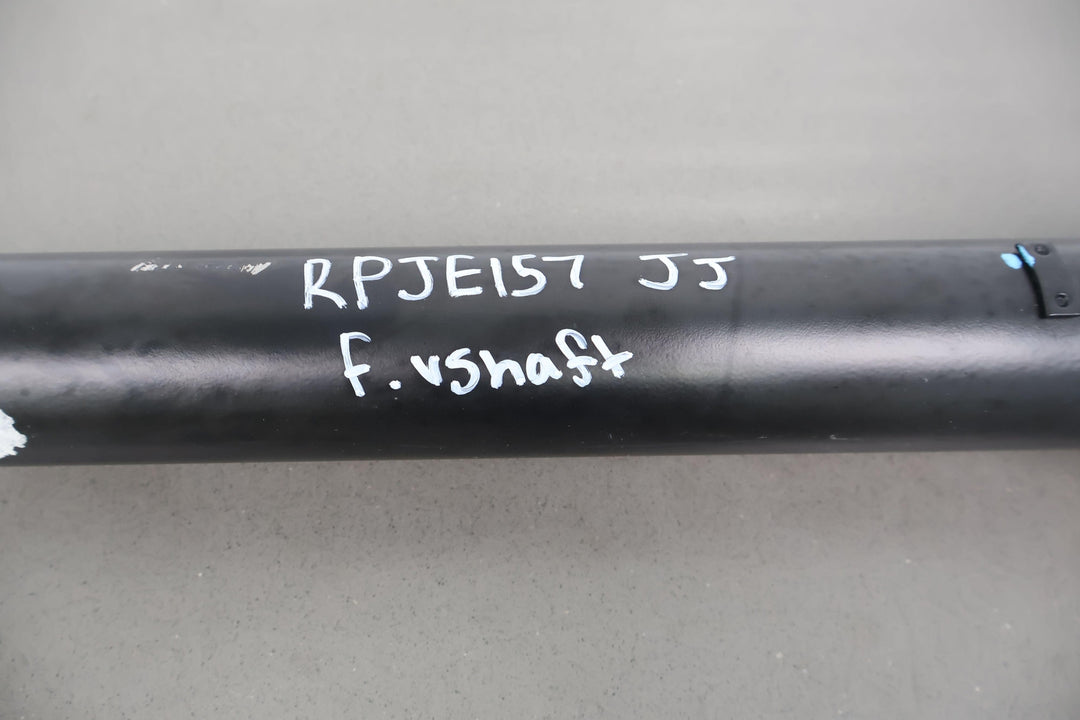 RPJE157 JJ
f. vshaft